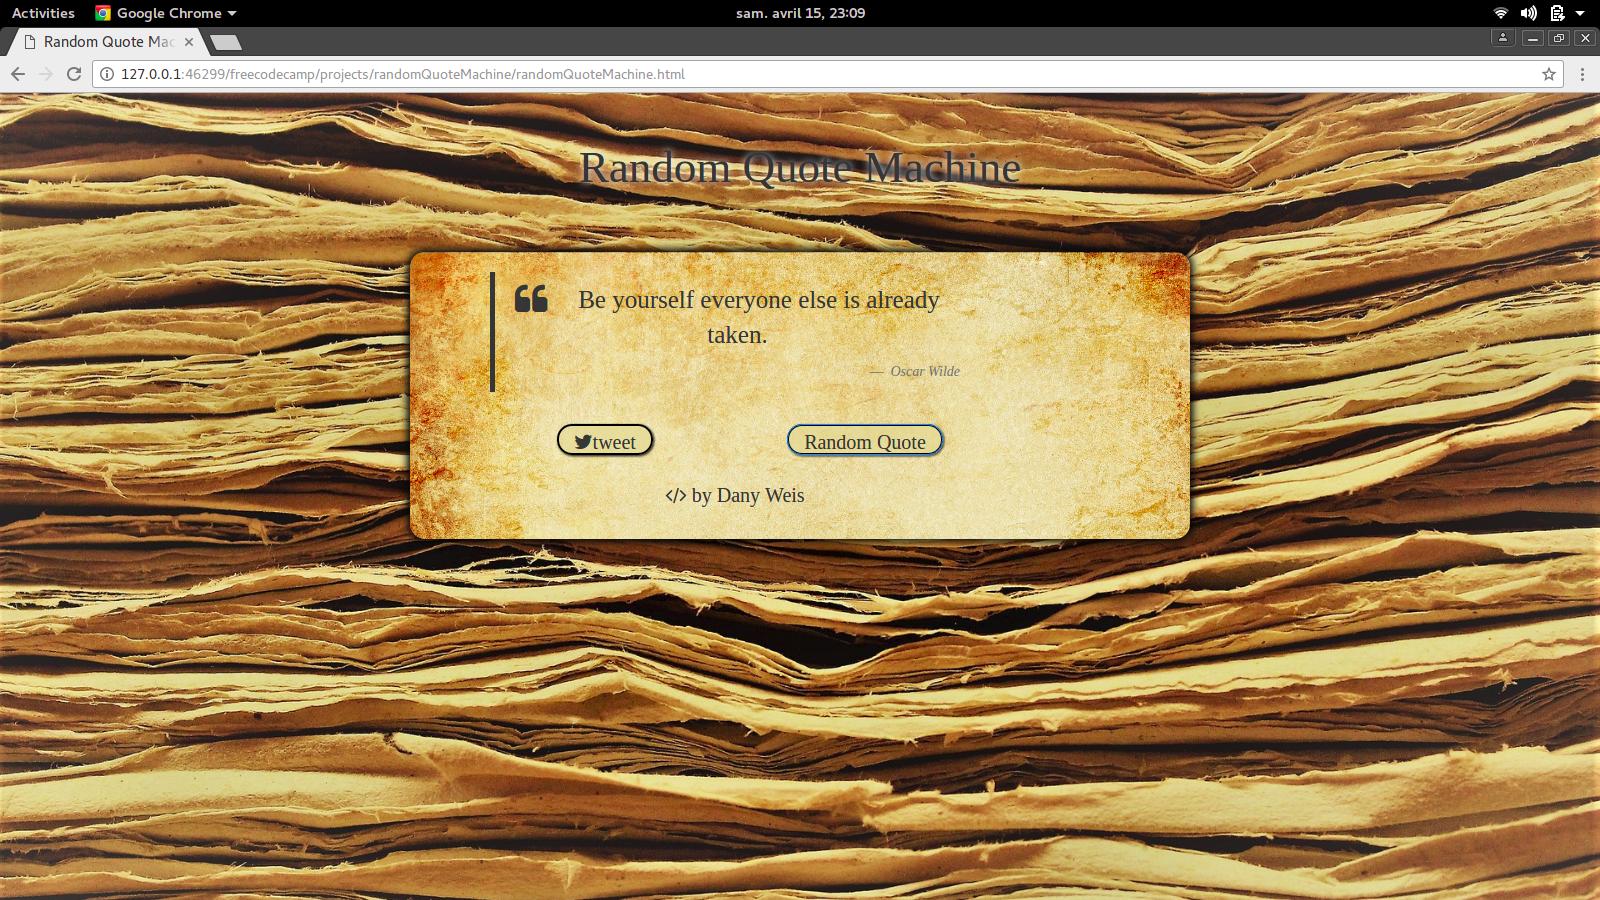 Activities Google Chrome sam. avril 15, 23:09
Random Quote Mac
127.0.0.1:46299/freecodecamp/projects/randomQuoteMachine/randomQuoteMachine.html
Random Quote Machine
Be yourself everyone else is already
taken.
— Oscar Wilde
tweet Random Quote
</> by Dany Weis